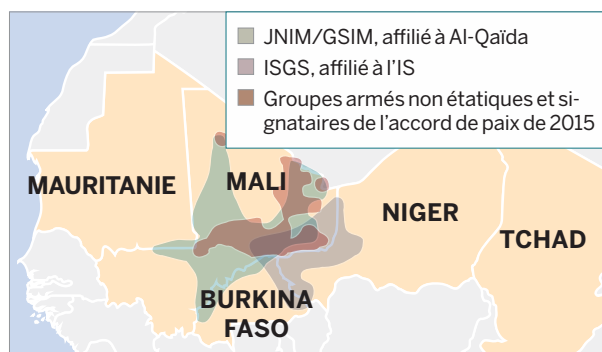 JNIM/GSIM, affilié à Al-Qaïda
ISGS, affilié à l'IS
Groupes armés non étatiques et si-
gnataires de l'accord de paix de 2015
MAURITANIE
MALI
NIGER
TCHAD
BURKINA
FASO